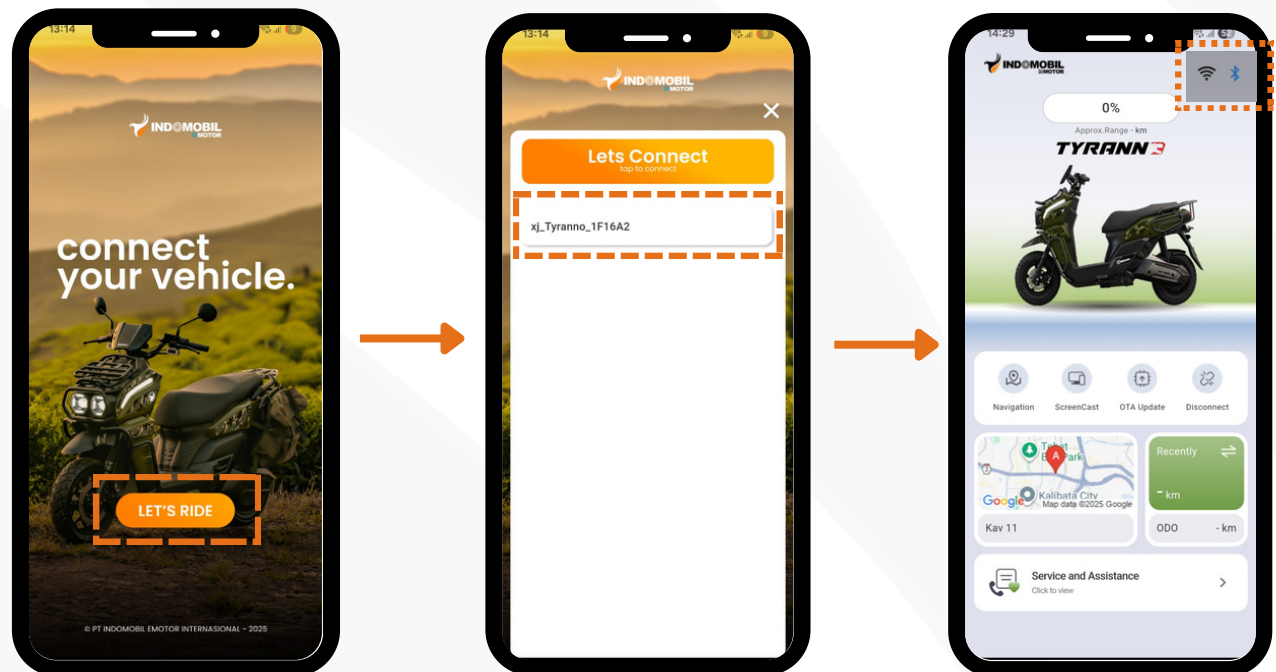 13:14
INDOMOBIL
EMOTOR
connect
your vehicle.
LET'S RIDE
© PT INDOMOBIL EMOTOR INTERNASIONAL - 2025
13:14
INDOMOBIL
EMOTOR
Lets Connect
tap to connect
xj_Tyranno_1F16A2
14:29
52
INDOMOBIL
EMOTOR
0%
Approx.Range - km
TYRANN3
Navigation
ScreenCast
OTA Update
Disconnect
Tebet
Park
A
Kalibata City
Google
Map data ©2025 Google
Kav 11
Recently
- km
ODO - km
Service and Assistance
Click to view